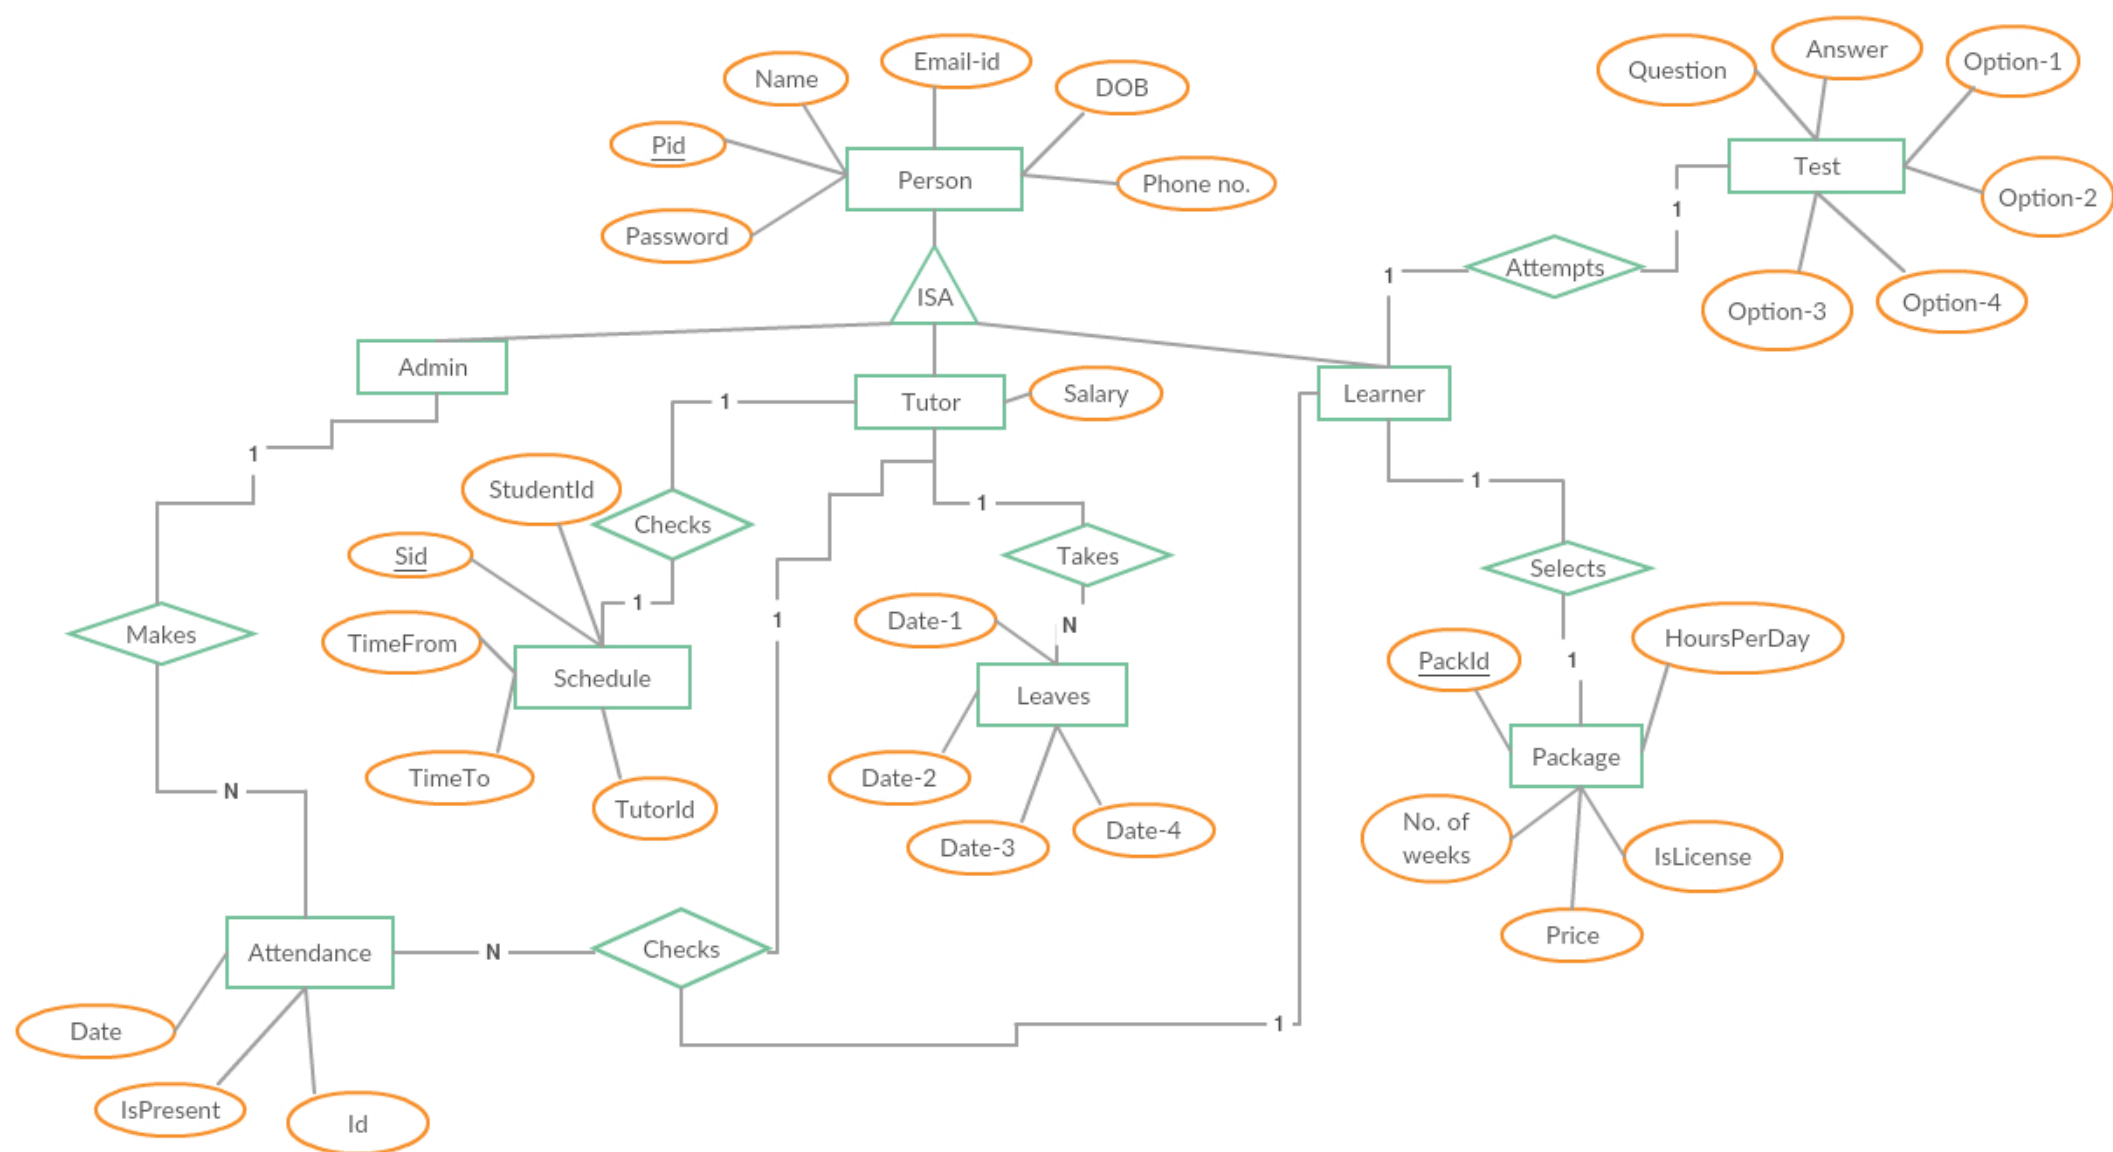 Email-id
Answer
Option-1
Name
Question
DOB
Pid
Test
Person
Phone no.
Option-2
1
Password
Attempts
1
ISA
Option-3
Option-4
Admin
Tutor
Salary
Learner
1
1
StudentId
1
1
Checks
Sid
Takes
Selects
1
1
Date-1
N
Makes
TimeFrom
HoursPerDay
PackId
1
Schedule
Leaves
Package
TimeTo
Date-2
N
TutorId
Date-4
Date-3
No. of
weeks
IsLicense
Price
Attendance
N
Checks
Date
1
IsPresent
Id